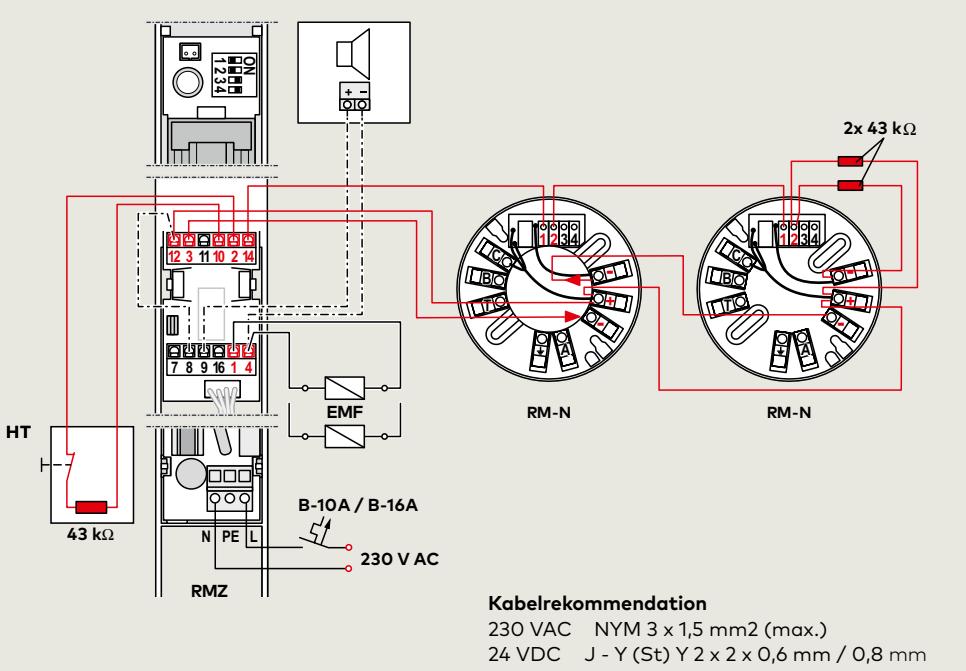 ON
1 2 3 4
+ −
2x 43 kΩ
12 3 11 10 2 14
1 2 3 4
1 2 3 4
C
B
T
-
+
-
A
C
B
T
-
+
-
A
7 8 9 16 1 4
EMF
RM-N
RM-N
HT
43 kΩ
B-10A / B-16A
N PE L
230 V AC
RMZ
Kabelrekommendation
230 VAC NYM 3 x 1,5 mm2 (max.)
24 VDC J - Y (St) Y 2 x 2 x 0,6 mm / 0,8 mm